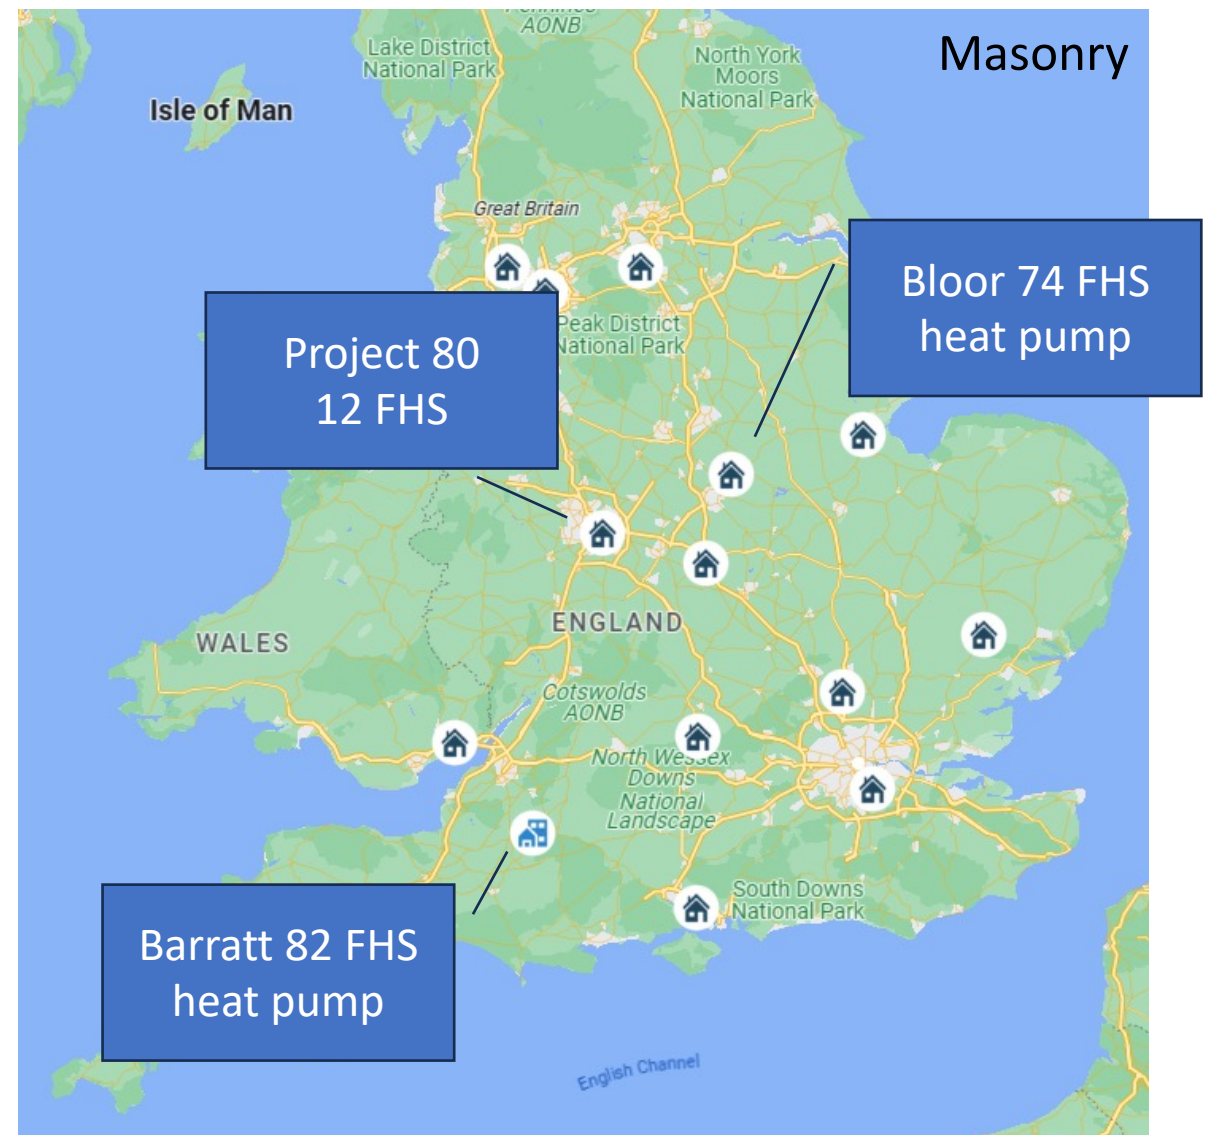 AONB
Lake District
National Park
North York
Moors
National Park
Masonry
Isle of Man
Great Britain
Bloor 74 FHS
heat pump
Project 80
12 FHS
Peak District
National Park
WALES
ENGLAND
Cotswolds
AONB
North Wessex
Downs
National
Landscape
South Downs
National Park
Barratt 82 FHS
heat pump
English Channel